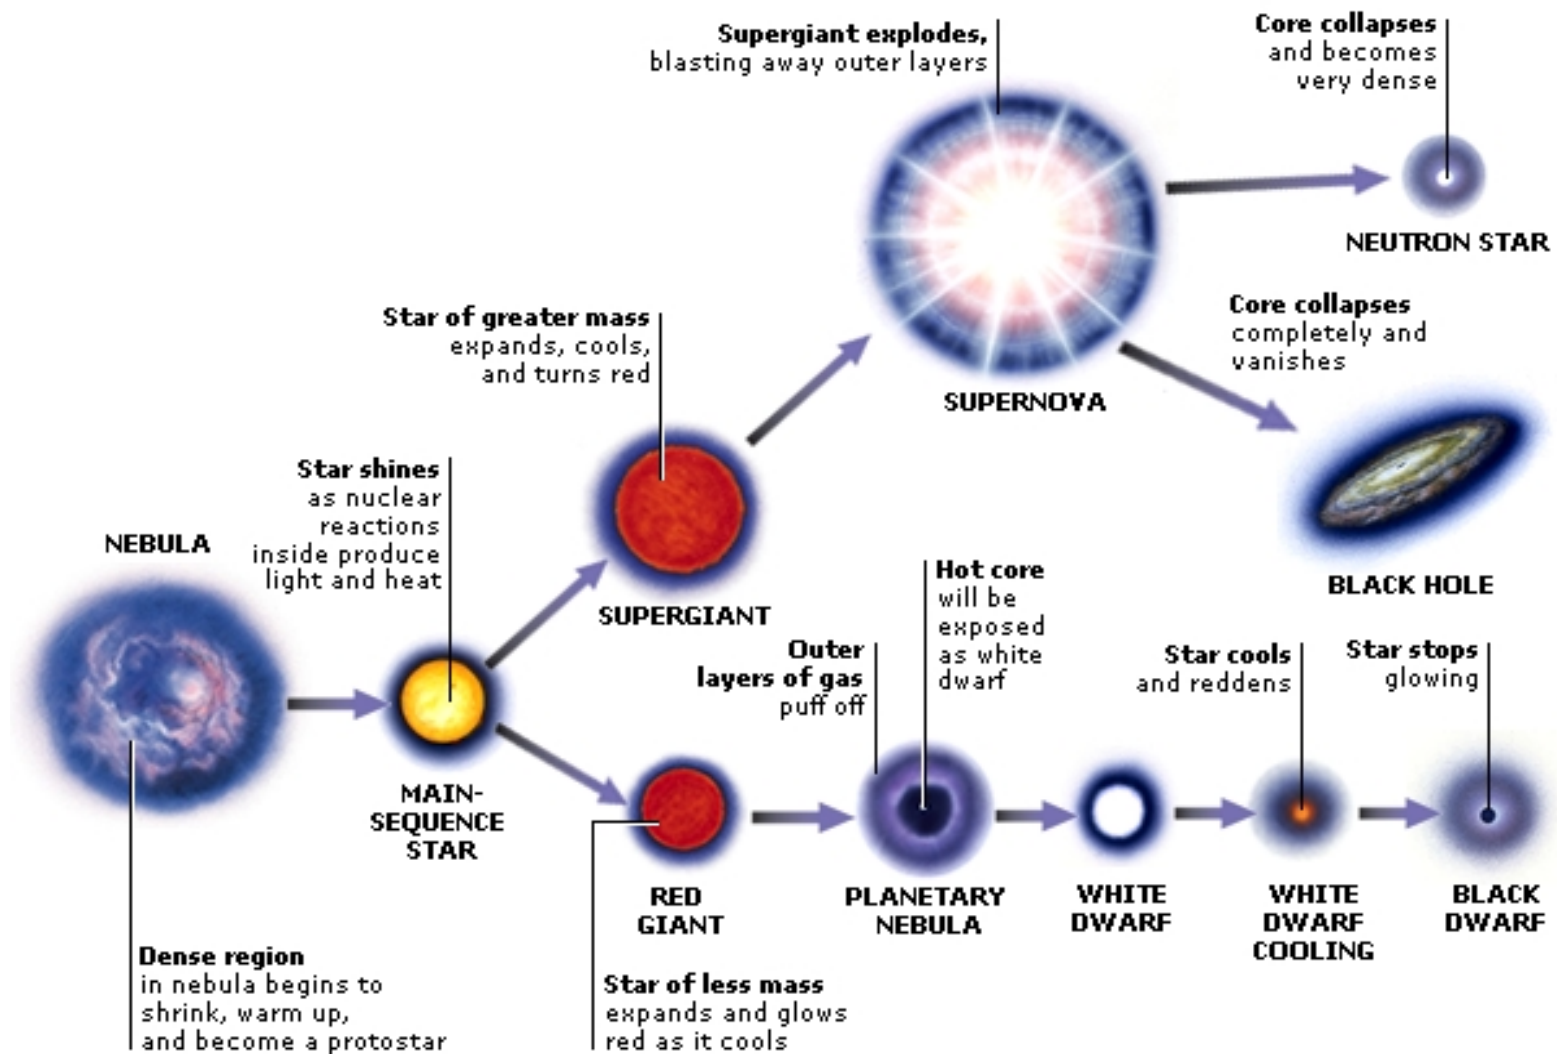 Supergiant explodes,
blasting away outer layers
Core collapses
and becomes
very dense
NEUTRON STAR
Star of greater mass
expands, cools,
and turns red
Core collapses
completely and
vanishes
SUPERNOVA
Star shines
as nuclear
reactions
inside produce
light and heat
NEBULA
SUPERGIANT
BLACK HOLE
Hot core
will be
exposed
as white
dwarf
Outer
layers of gas
puff off
Star cools
and reddens
Star stops
glowing
MAIN-
SEQUENCE
STAR
RED
GIANT
PLANETARY
NEBULA
WHITE
DWARF
WHITE
DWARF
COOLING
BLACK
DWARF
Dense region
in nebula begins to
shrink, warm up,
and become a protostar
Star of less mass
expands and glows
red as it cools